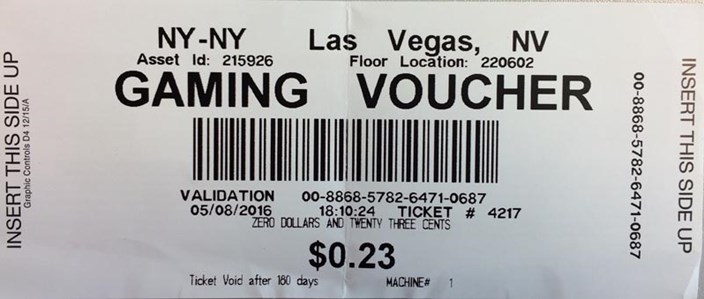 INSERT THIS SIDE UP
Graphic Controls D4 12/15/A
NY-NY Las Vegas, NV
Asset Id: 215926 Floor Location: 220602
GAMING VOUCHER
VALIDATION 00-8868-5782-6471-0687
05/08/2016 18:10:24 TICKET # 4217
ZERO DOLLARS AND TWENTY THREE CENTS
$0.23
Ticket Void after 180 days MACHINE# 1
00-8868-5782-6471-0687
INSERT THIS SIDE UP